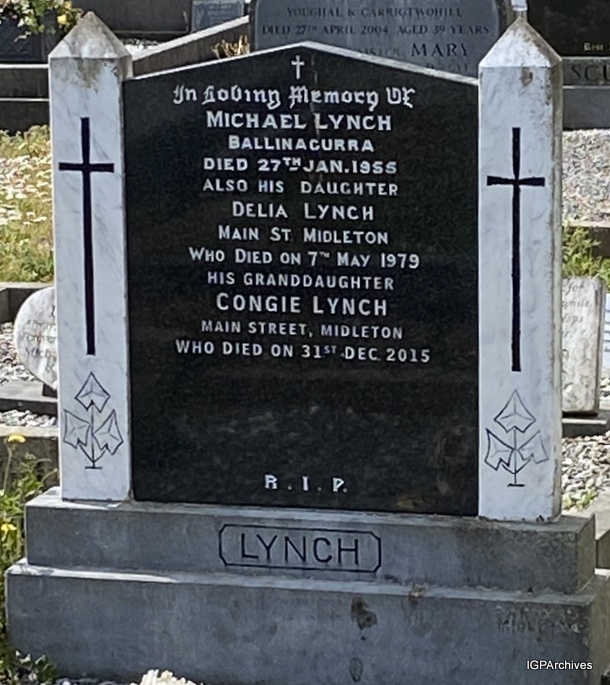 YOUGHAL & CARRIGTWOHILL
DIED 27TH APRIL 2004 AGED 39 YEARS
SISTER MARY
In Loving Memory Of
MICHAEL LYNCH
BALLINACURRA
DIED 27TH JAN. 1955
ALSO HIS DAUGHTER
DELIA LYNCH
MAIN ST. MIDLETON
WHO DIED ON 7TH MAY 1979
HIS GRANDDAUGHTER
CONGIE LYNCH
MAIN STREET, MIDLETON
WHO DIED ON 31ST DEC 2015
R. I. P.
LYNCH
IGPArchives